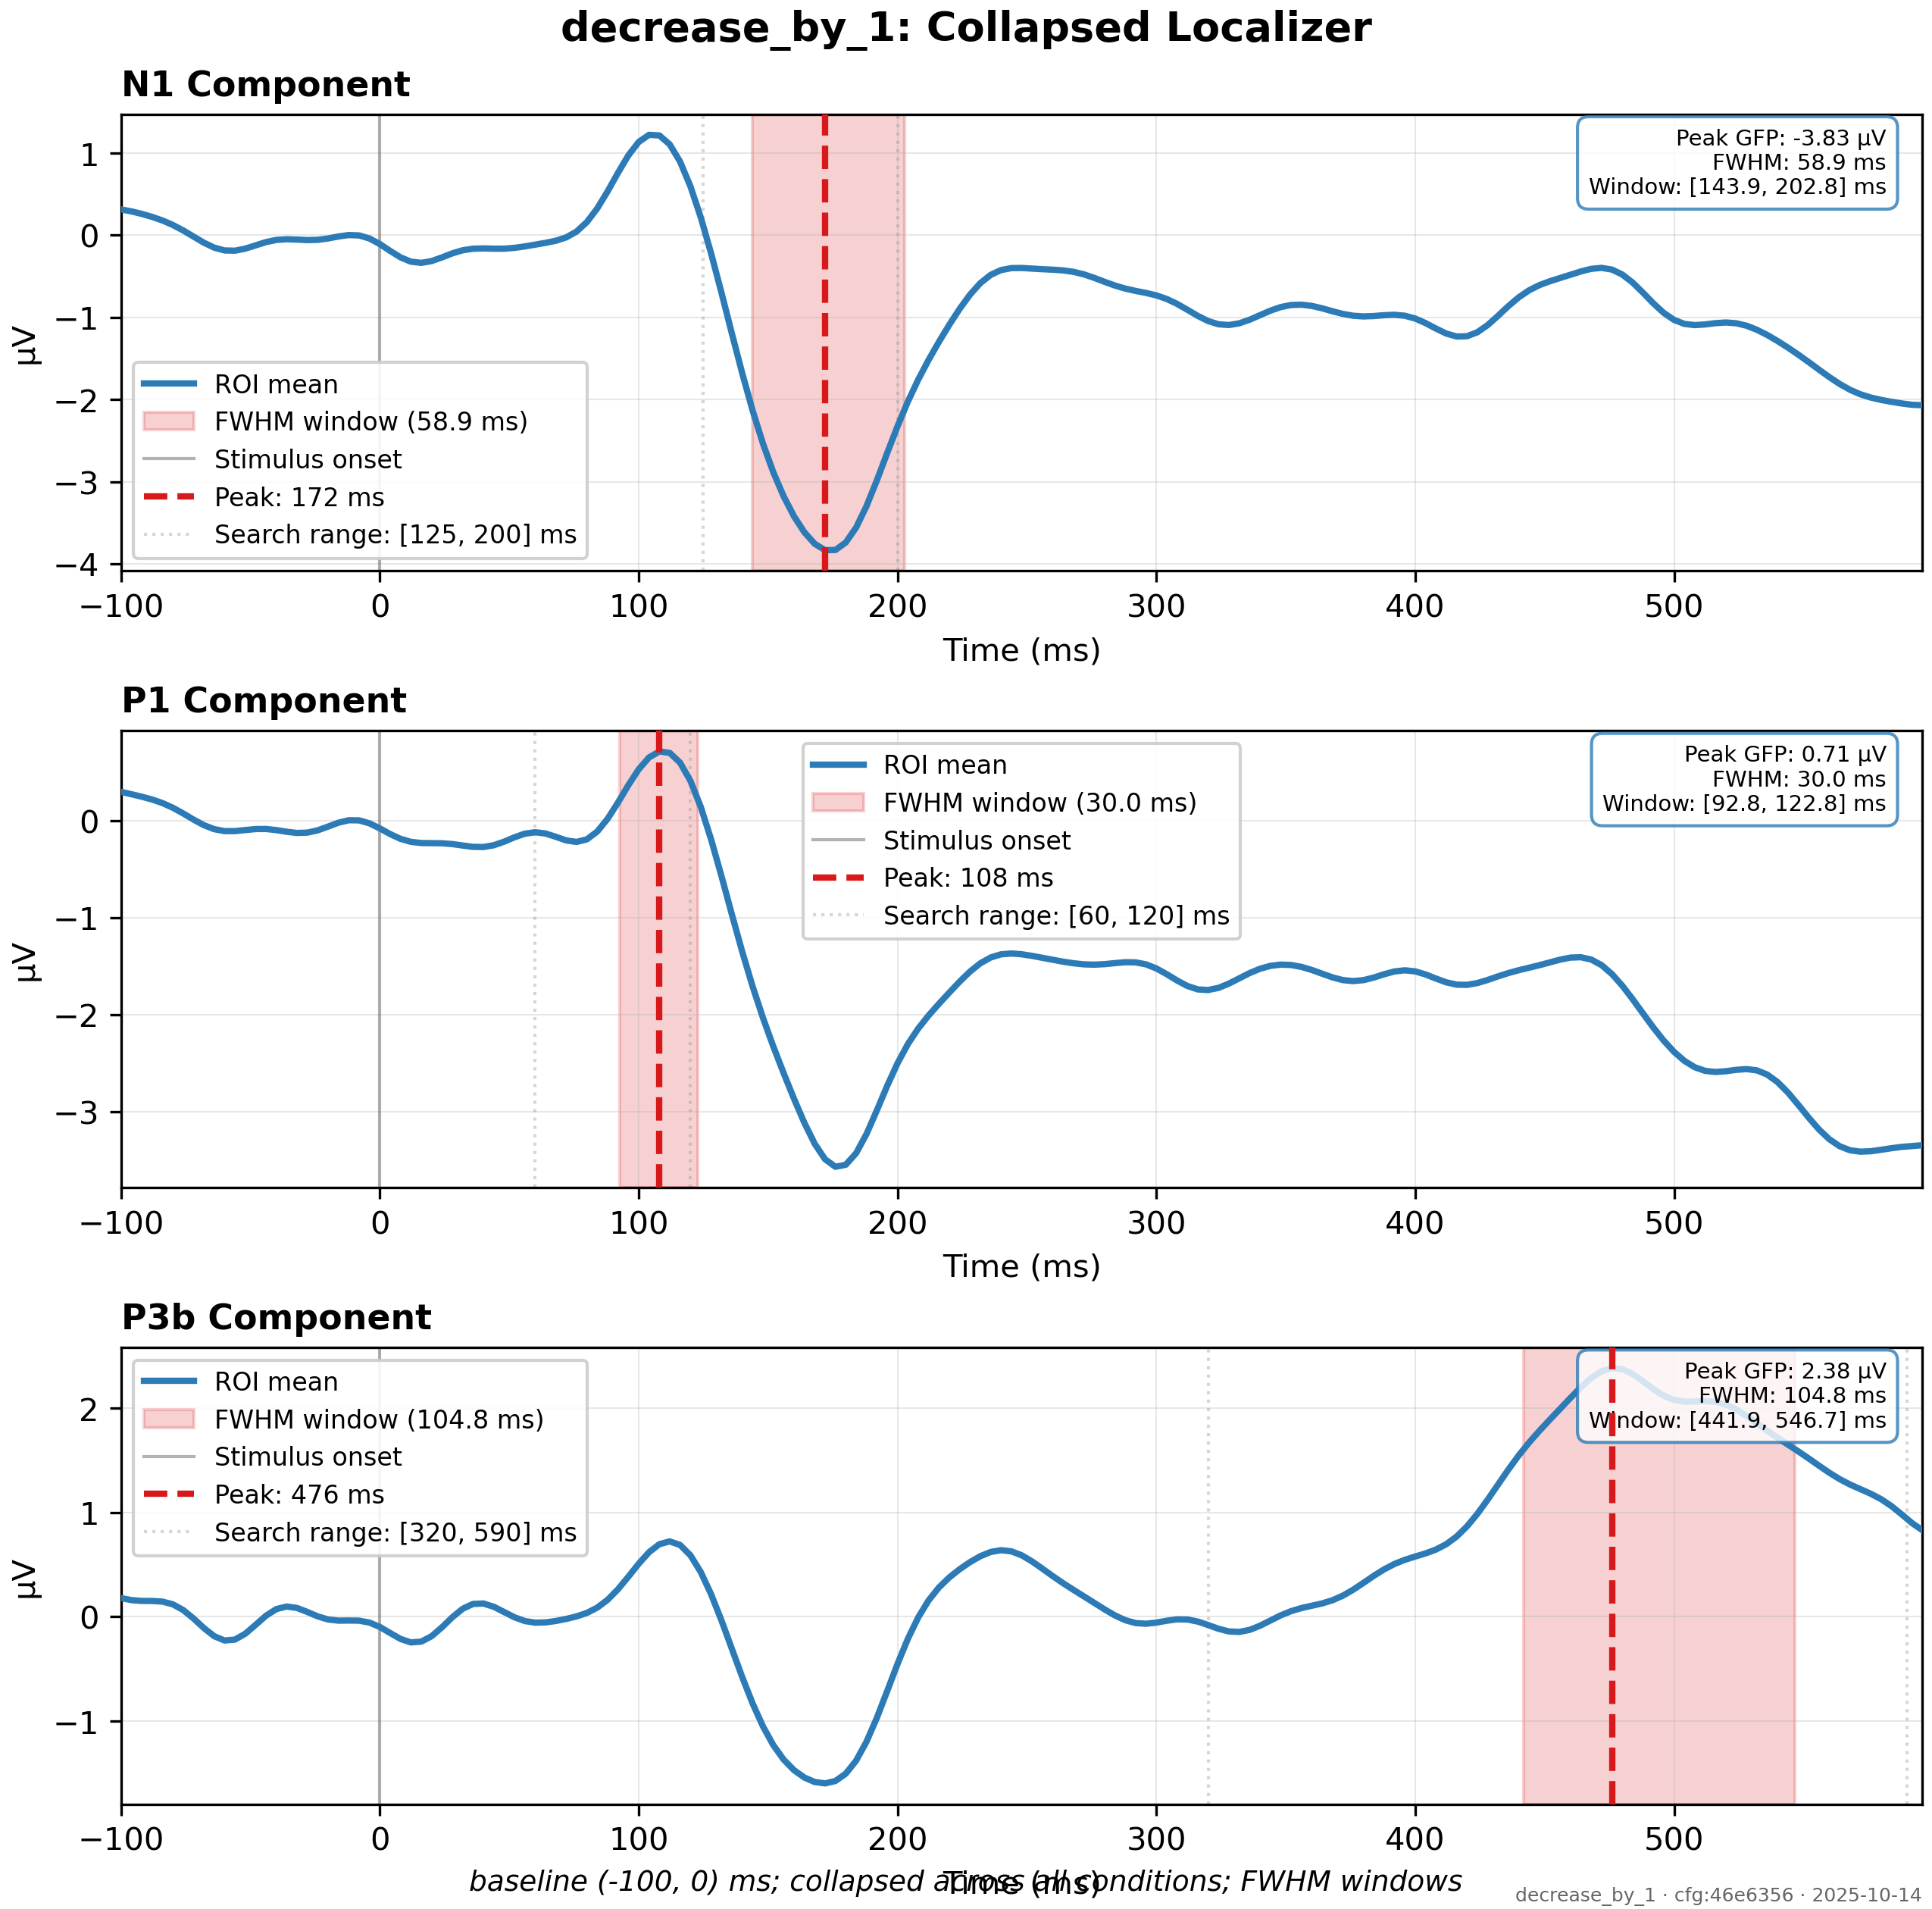 decrease_by_1: Collapsed Localizer
N1 Component
Peak GFP: -3.83 µV
FWHM: 58.9 ms
Window: [143.9, 202.8] ms
1
0
−1
−2
−3
−4
µV
ROI mean
FWHM window (58.9 ms)
Stimulus onset
Peak: 172 ms
Search range: [125, 200] ms
−100 0 100 200 300 400 500
Time (ms)
P1 Component
ROI mean
FWHM window (30.0 ms)
Stimulus onset
Peak: 108 ms
Search range: [60, 120] ms
Peak GFP: 0.71 µV
FWHM: 30.0 ms
Window: [92.8, 122.8] ms
0
−1
−2
−3
µV
−100 0 100 200 300 400 500
Time (ms)
P3b Component
ROI mean
FWHM window (104.8 ms)
Stimulus onset
Peak: 476 ms
Search range: [320, 590] ms
Peak GFP: 2.38 µV
FWHM: 104.8 ms
Window: [441.9, 546.7] ms
2
1
0
−1
µV
−100 0 100 200 300 400 500
Time (ms)
baseline (-100, 0) ms; collapsed across all conditions; FWHM windows
decrease_by_1 · cfg:46e6356 · 2025-10-14